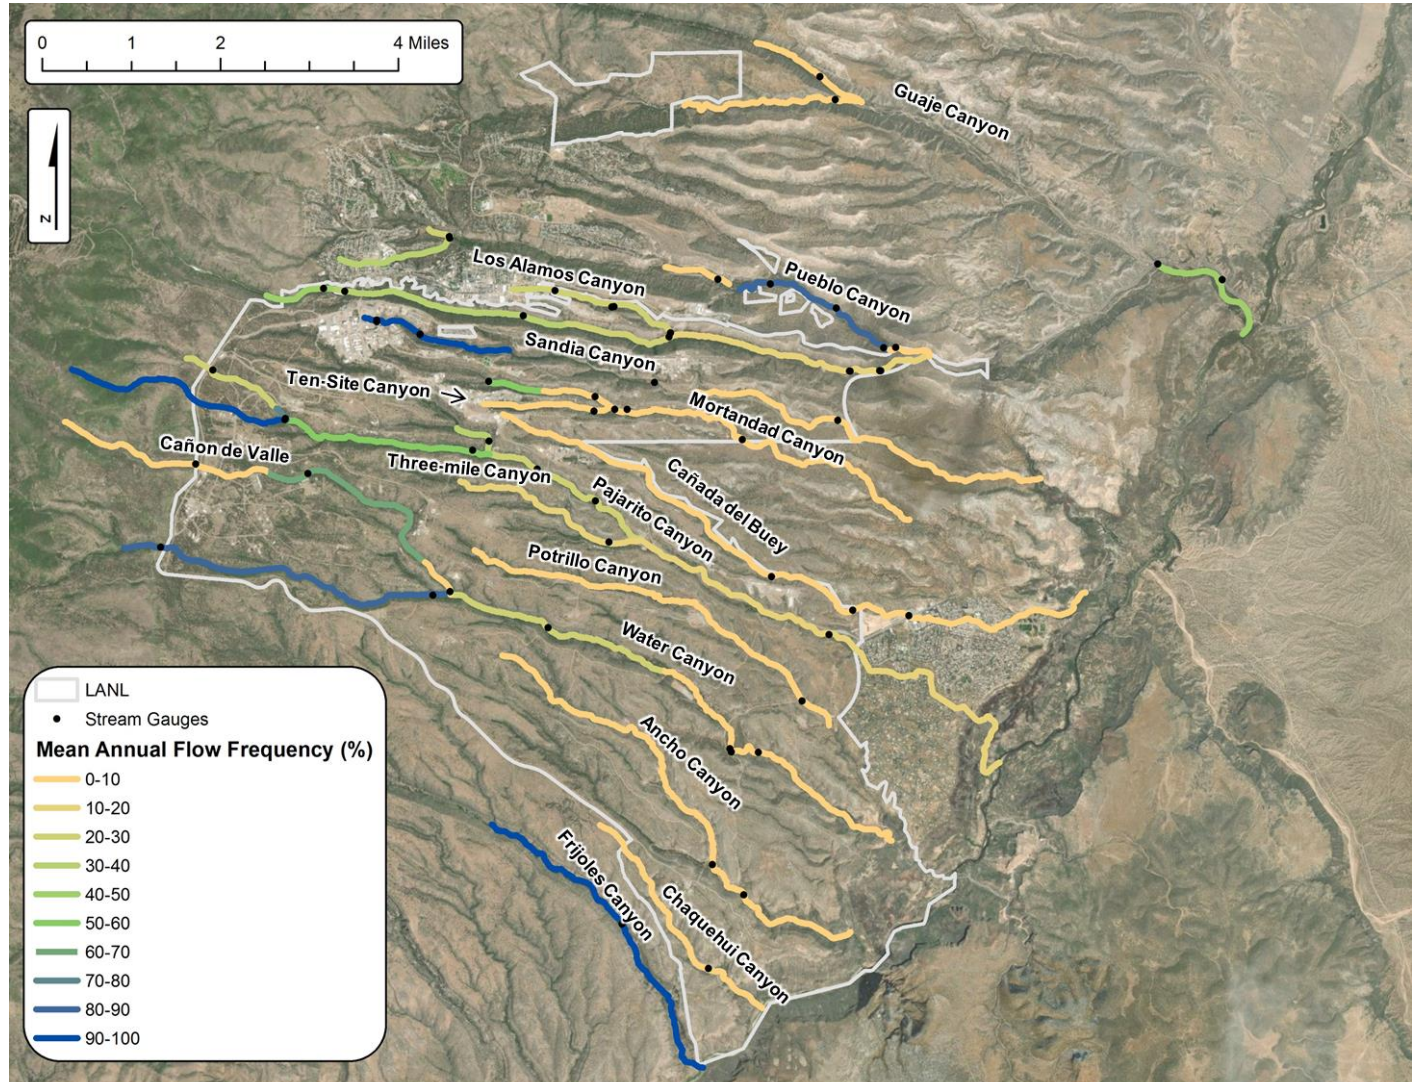 0 1 2 4 Miles
N
Guaje Canyon
Los Alamos Canyon
Pueblo Canyon
Sandia Canyon
Ten-Site Canyon
Mortandad Canyon
Cañon de Valle
Three-mile Canyon
Cañada del Buey
Pajarito Canyon
Potrillo Canyon
Water Canyon
Ancho Canyon
Frijoles Canyon
Chaquehui Canyon
LANL
Stream Gauges
Mean Annual Flow Frequency (%)
0-10
10-20
20-30
30-40
40-50
50-60
60-70
70-80
80-90
90-100